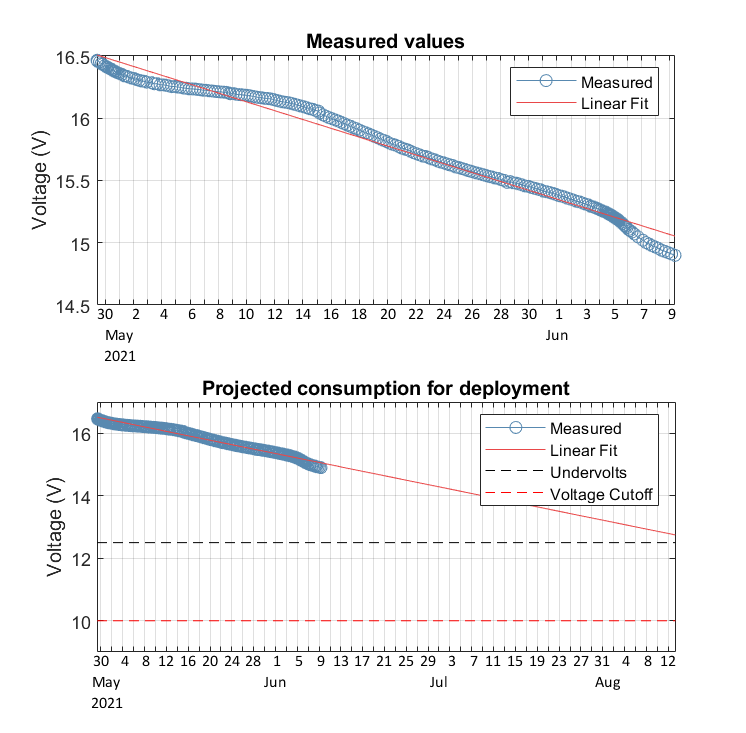 Measured values
16.5
16
15.5
15
14.5
Voltage (V)
Measured
Linear Fit
30 2 4 6 8 10 12 14 16 18 20 22 24 26 28 30 1 3 5 7 9
May Jun
2021
Projected consumption for deployment
16
14
12
10
Voltage (V)
Measured
Linear Fit
Undervolts
Voltage Cutoff
30 4 8 12 16 20 24 28 1 5 9 13 17 21 25 29 3 7 11 15 19 23 27 31 4 8 12
May Jun Jul Aug
2021